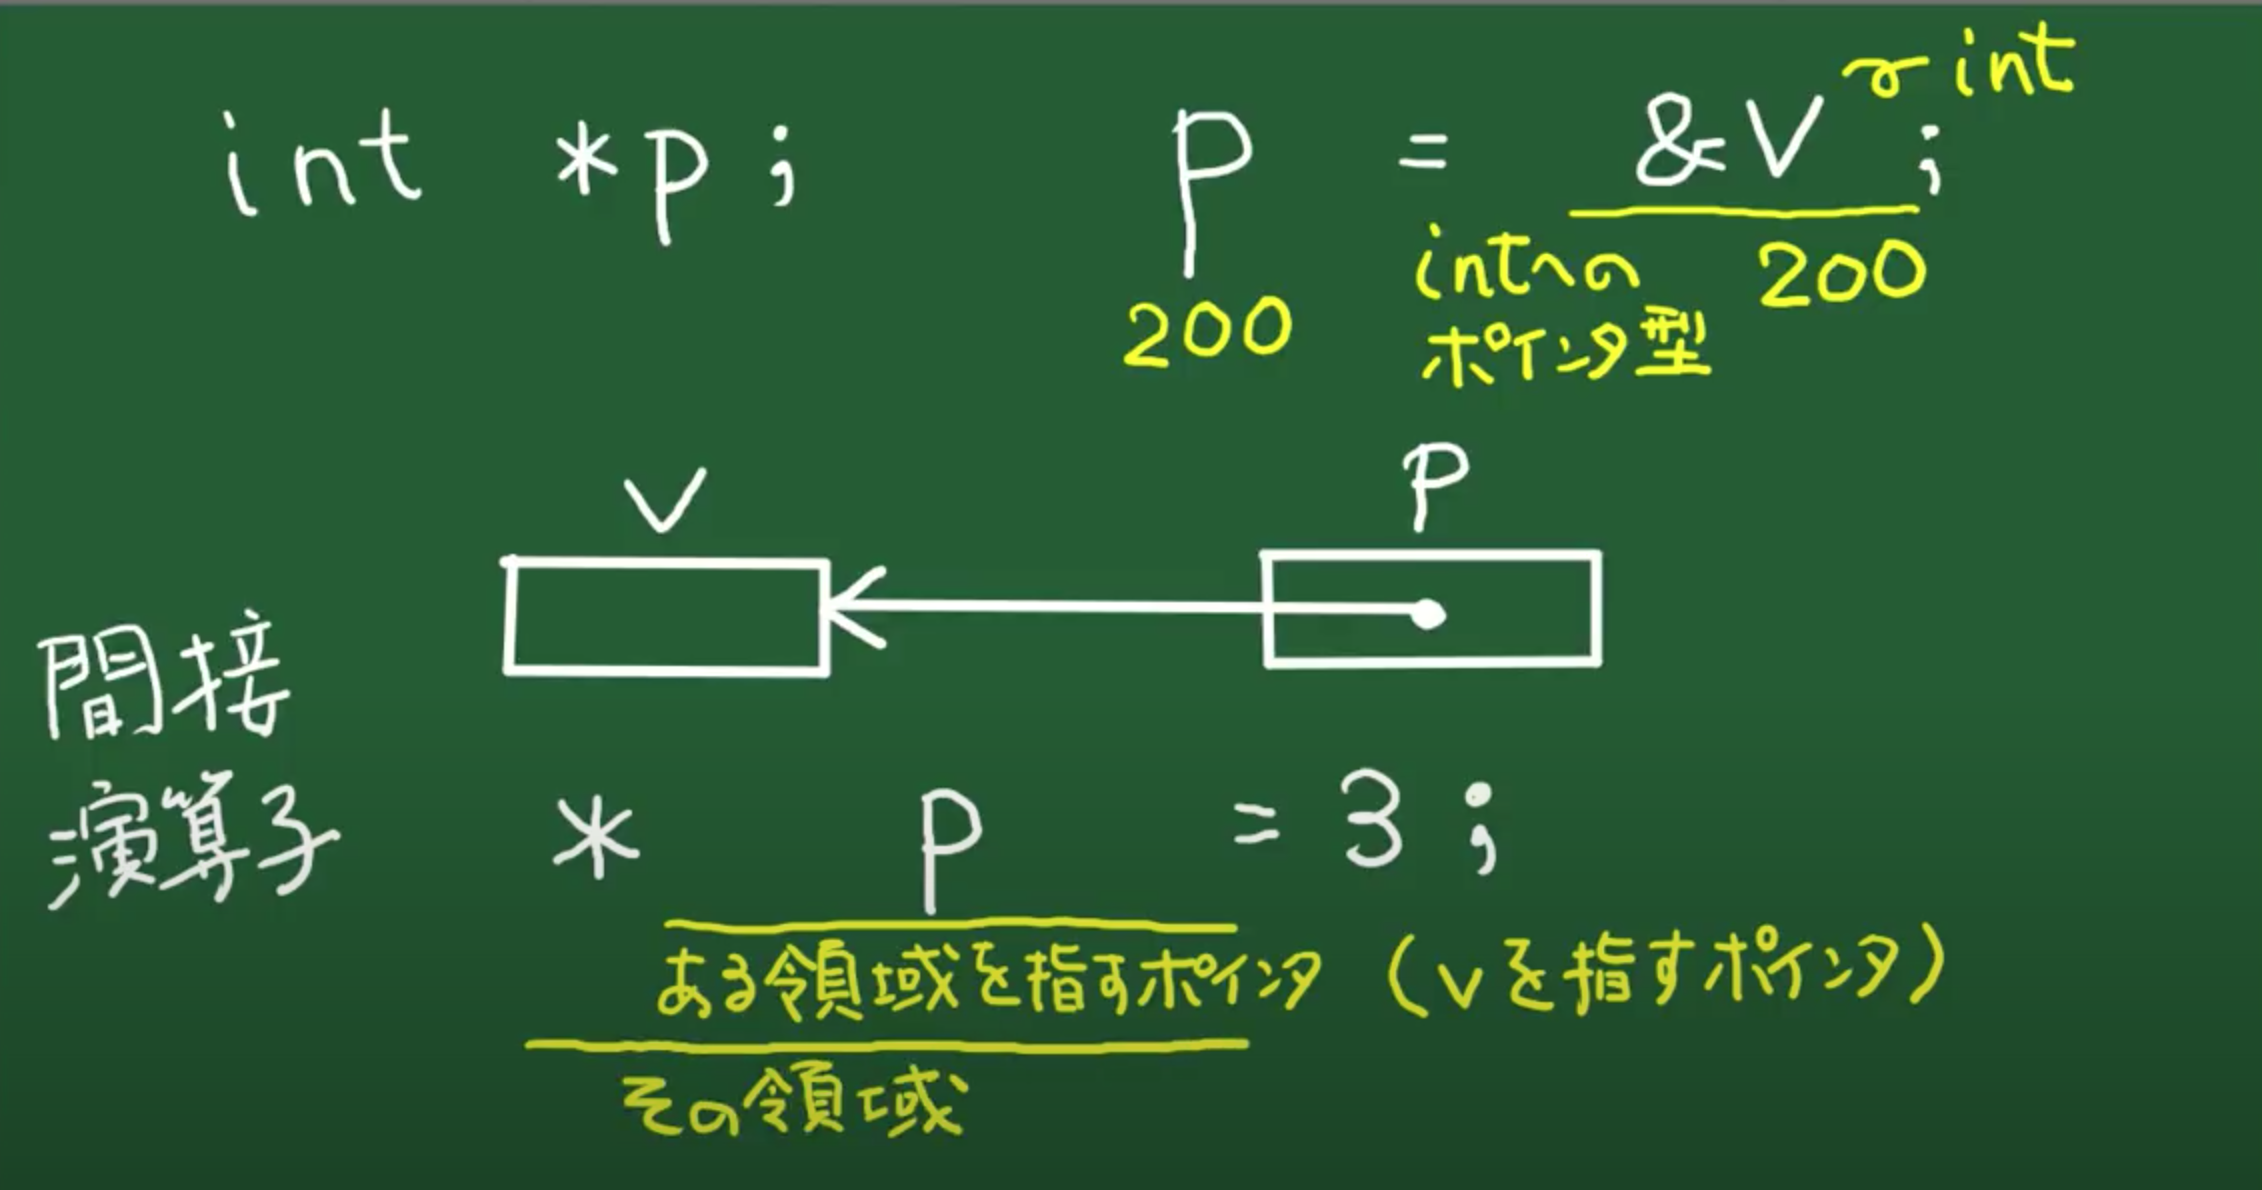 int *p;
p = &v; int
200
intへの 200
ポインタ型
v
p
間接
演算子
* p = 3;
ある領域を指すポインタ (vを指すポインタ)
その領域